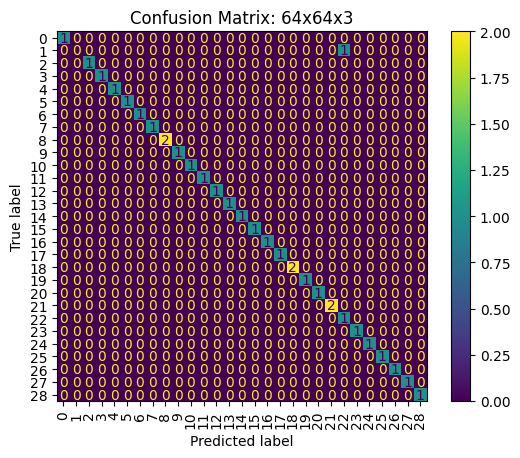 Confusion Matrix: 64x64x3
0 1 0 0 0 0 0 0 0 0 0 0 0 0 0 0 0 0 0 0 0 0 0 0 0 0 0 0 0 0
1 0 0 0 0 0 0 0 0 0 0 0 0 0 0 0 0 0 0 0 0 0 0 1 0 0 0 0 0 0
2 0 0 1 0 0 0 0 0 0 0 0 0 0 0 0 0 0 0 0 0 0 0 0 0 0 0 0 0 0
3 0 0 0 1 0 0 0 0 0 0 0 0 0 0 0 0 0 0 0 0 0 0 0 0 0 0 0 0 0
4 0 0 0 0 1 0 0 0 0 0 0 0 0 0 0 0 0 0 0 0 0 0 0 0 0 0 0 0 0
5 0 0 0 0 0 1 0 0 0 0 0 0 0 0 0 0 0 0 0 0 0 0 0 0 0 0 0 0 0
6 0 0 0 0 0 0 1 0 0 0 0 0 0 0 0 0 0 0 0 0 0 0 0 0 0 0 0 0 0
7 0 0 0 0 0 0 0 1 0 0 0 0 0 0 0 0 0 0 0 0 0 0 0 0 0 0 0 0 0
8 0 0 0 0 0 0 0 0 2 0 0 0 0 0 0 0 0 0 0 0 0 0 0 0 0 0 0 0 0
9 0 0 0 0 0 0 0 0 0 1 0 0 0 0 0 0 0 0 0 0 0 0 0 0 0 0 0 0 0
10 0 0 0 0 0 0 0 0 0 0 1 0 0 0 0 0 0 0 0 0 0 0 0 0 0 0 0 0 0
11 0 0 0 0 0 0 0 0 0 0 0 1 0 0 0 0 0 0 0 0 0 0 0 0 0 0 0 0 0
12 0 0 0 0 0 0 0 0 0 0 0 0 1 0 0 0 0 0 0 0 0 0 0 0 0 0 0 0 0
13 0 0 0 0 0 0 0 0 0 0 0 0 0 1 0 0 0 0 0 0 0 0 0 0 0 0 0 0 0
14 0 0 0 0 0 0 0 0 0 0 0 0 0 0 1 0 0 0 0 0 0 0 0 0 0 0 0 0 0
15 0 0 0 0 0 0 0 0 0 0 0 0 0 0 0 1 0 0 0 0 0 0 0 0 0 0 0 0 0
16 0 0 0 0 0 0 0 0 0 0 0 0 0 0 0 0 1 0 0 0 0 0 0 0 0 0 0 0 0
17 0 0 0 0 0 0 0 0 0 0 0 0 0 0 0 0 0 1 0 0 0 0 0 0 0 0 0 0 0
18 0 0 0 0 0 0 0 0 0 0 0 0 0 0 0 0 0 0 2 0 0 0 0 0 0 0 0 0 0
19 0 0 0 0 0 0 0 0 0 0 0 0 0 0 0 0 0 0 0 1 0 0 0 0 0 0 0 0 0
20 0 0 0 0 0 0 0 0 0 0 0 0 0 0 0 0 0 0 0 0 1 0 0 0 0 0 0 0 0
21 0 0 0 0 0 0 0 0 0 0 0 0 0 0 0 0 0 0 0 0 0 2 0 0 0 0 0 0 0
22 0 0 0 0 0 0 0 0 0 0 0 0 0 0 0 0 0 0 0 0 0 0 1 0 0 0 0 0 0
23 0 0 0 0 0 0 0 0 0 0 0 0 0 0 0 0 0 0 0 0 0 0 0 1 0 0 0 0 0
24 0 0 0 0 0 0 0 0 0 0 0 0 0 0 0 0 0 0 0 0 0 0 0 0 1 0 0 0 0
25 0 0 0 0 0 0 0 0 0 0 0 0 0 0 0 0 0 0 0 0 0 0 0 0 0 1 0 0 0
26 0 0 0 0 0 0 0 0 0 0 0 0 0 0 0 0 0 0 0 0 0 0 0 0 0 0 1 0 0
27 0 0 0 0 0 0 0 0 0 0 0 0 0 0 0 0 0 0 0 0 0 0 0 0 0 0 0 1 0
28 0 0 0 0 0 0 0 0 0 0 0 0 0 0 0 0 0 0 0 0 0 0 0 0 0 0 0 0 1
0 1 2 3 4 5 6 7 8 9 10 11 12 13 14 15 16 17 18 19 20 21 22 23 24 25 26 27 28
Predicted label
True label
2.00
1.75
1.50
1.25
1.00
0.75
0.50
0.25
0.00